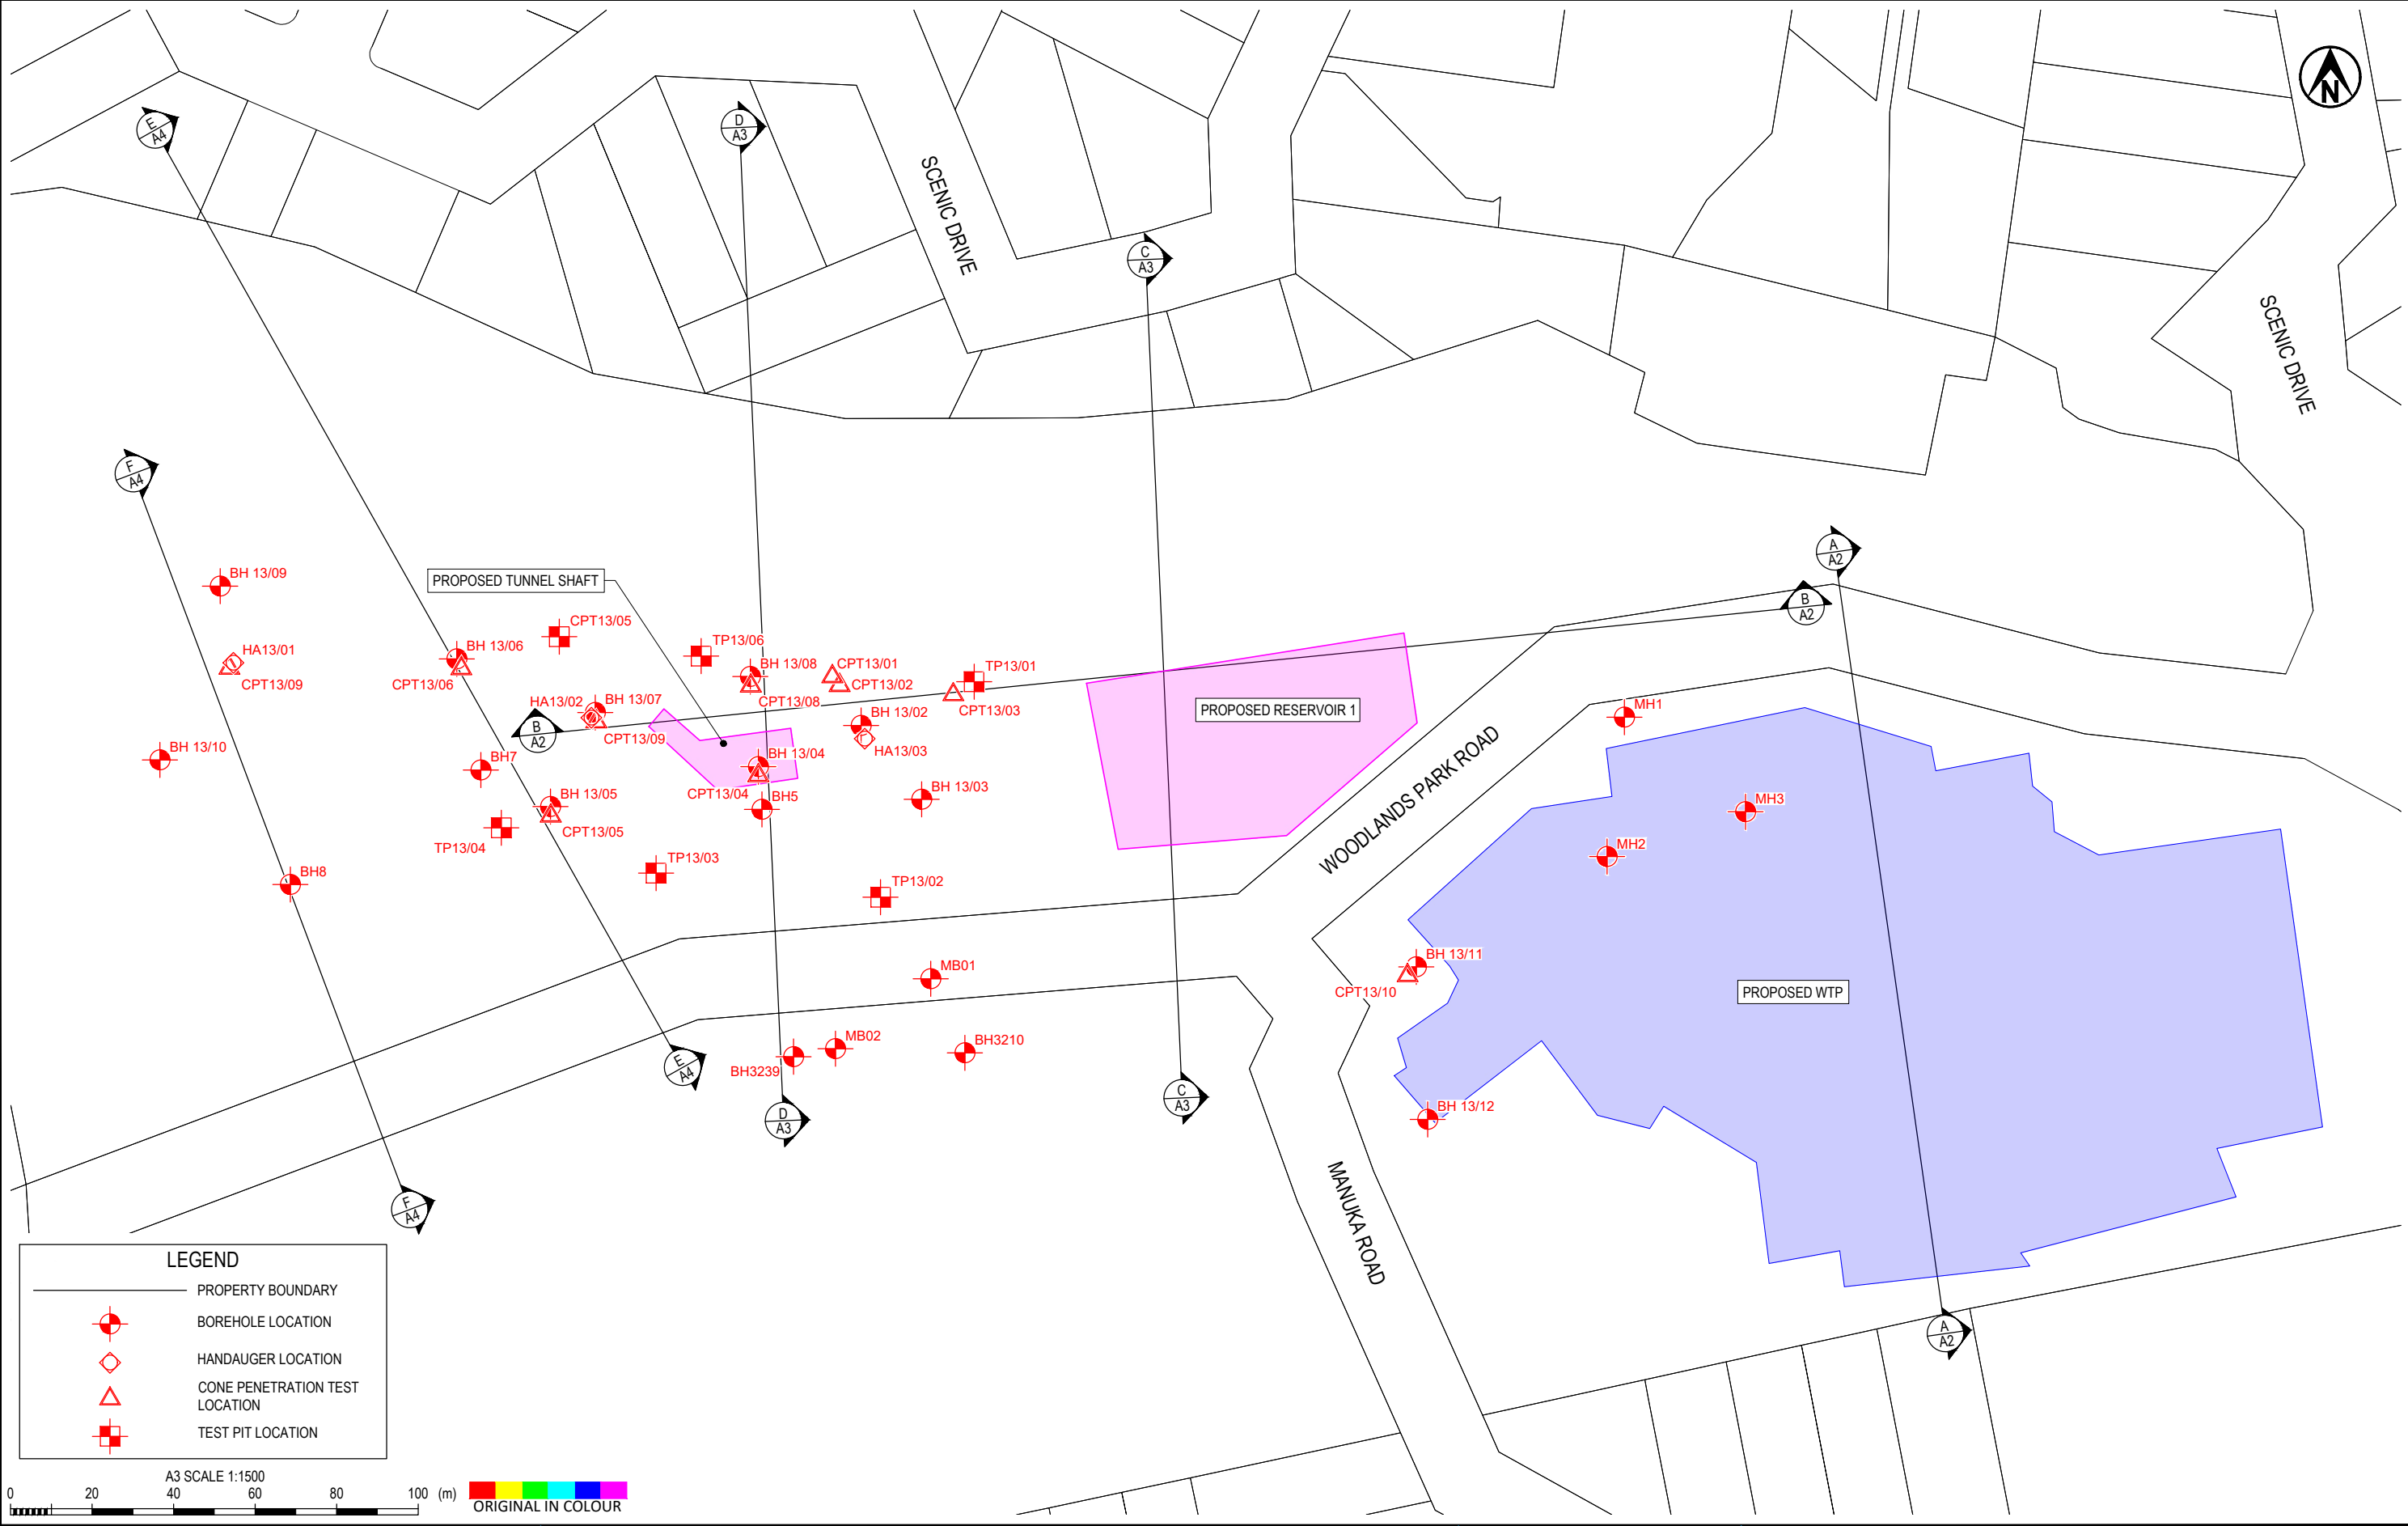 N
E
A4
D
A3
SCENIC DRIVE
C
A3
SCENIC DRIVE
F
A4
A
A2
BH 13/09
PROPOSED TUNNEL SHAFT
B
A2
CPT13/05
TP13/06
HA13/01
CPT13/09
BH 13/06
CPT13/06
BH 13/08
CPT13/08
CPT13/01
CPT13/02
TP13/01
CPT13/03
HA13/02
BH 13/07
CPT13/09
B
A2
BH 13/02
HA13/03
PROPOSED RESERVOIR 1
MH1
BH 13/10
BH7
BH 13/04
CPT13/04
BH5
BH 13/03
WOODLANDS PARK ROAD
MH3
BH 13/05
CPT13/05
TP13/04
MH2
TP13/03
BH8
TP13/02
BH 13/11
CPT13/10
MB01
PROPOSED WTP
MB02
BH3239
BH3210
E
A4
C
A3
D
A3
BH 13/12
MANUKA ROAD
F
A4
A
A2
LEGEND
PROPERTY BOUNDARY
BOREHOLE LOCATION
HANDAUGER LOCATION
CONE PENETRATION TEST
LOCATION
TEST PIT LOCATION
A3 SCALE 1:1500
0 20 40 60 80 100 (m)
ORIGINAL IN COLOUR